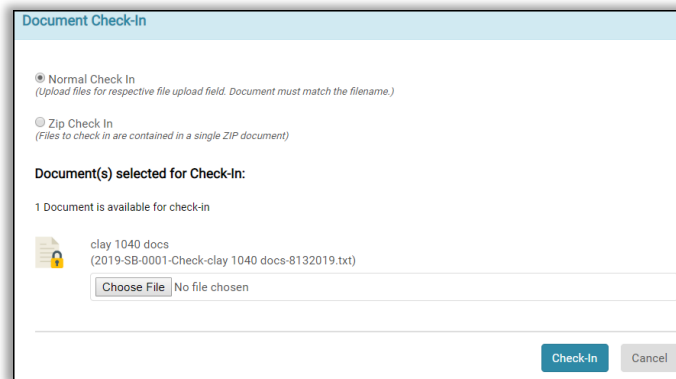 Document Check-In
Normal Check In
(Upload files for respective file upload field. Document must match the filename.)
Zip Check In
(Files to check in are contained in a single ZIP document)
Document(s) selected for Check-In:
1 Document is available for check-in
clay 1040 docs
(2019-SB-0001-Check-clay 1040 docs-8132019.txt)
Choose File No file chosen
Check-In Cancel